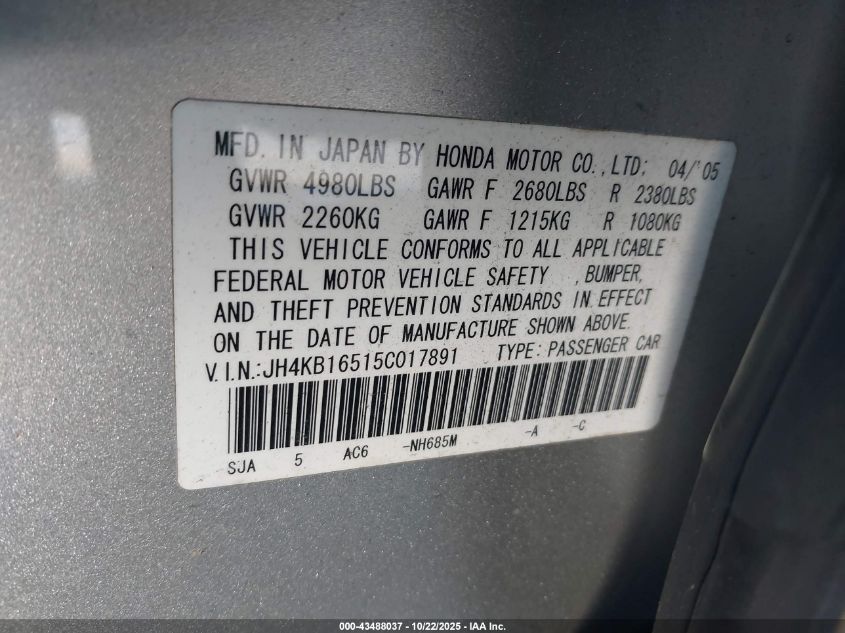 MFD. IN JAPAN BY HONDA MOTOR CO.,LTD; 04/'05
GVWR 4980LBS GAWR F 2680LBS R 2380LBS
GVWR 2260KG GAWR F 1215KG R 1080KG
THIS VEHICLE CONFORMS TO ALL APPLICABLE
FEDERAL MOTOR VEHICLE SAFETY ,BUMPER,
AND THEFT PREVENTION STANDARDS IN EFFECT
ON THE DATE OF MANUFACTURE SHOWN ABOVE.
V.I.N.:JH4KB16515C017891 TYPE:PASSENGER CAR
SJA 5 AC6 -NH685M -A -C
000-43488037 - 10/22/2025 - IAA Inc.